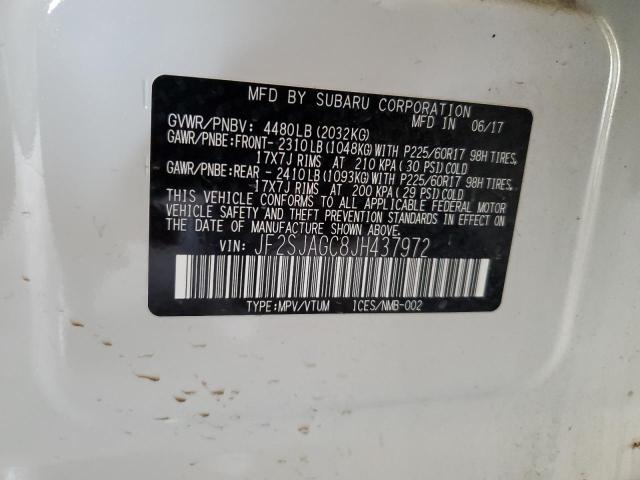 MFD BY SUBARU CORPORATION
MFD IN 06/17
GVWR/PNBV: 4480LB(2032KG)
GAWR/PNBE:FRONT- 2310LB(1048KG)WITH P225/60R17 98H TIRES,
17X7J RIMS AT 210 KPA(30 PSI)COLD
GAWR/PNBE:REAR - 2410LB(1093KG)WITH P225/60R17 98H TIRES,
17X7J RIMS AT 200 KPA(29 PSI)COLD
THIS VEHICLE CONFORMS TO ALL APPLICABLE FEDERAL MOTOR
VEHICLE SAFETY AND THEFT PREVENTION STANDARDS IN EFFECT ON
THE DATE OF MANUFACTURE SHOWN ABOVE.
VIN: JF2SJAGC8JH437972
TYPE:MPV/VTUM ICES/NMB-002